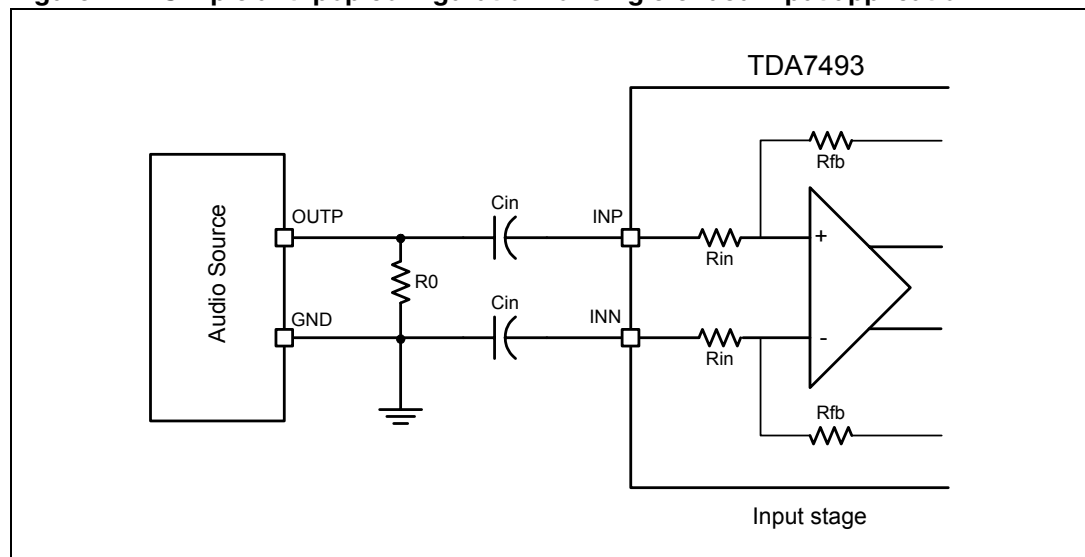 TDA7493
Rfb
Audio Source
OUTP
Cin
INP
Rin
+
R0
GND
Cin
INN
Rin
-
Rfb
Input stage